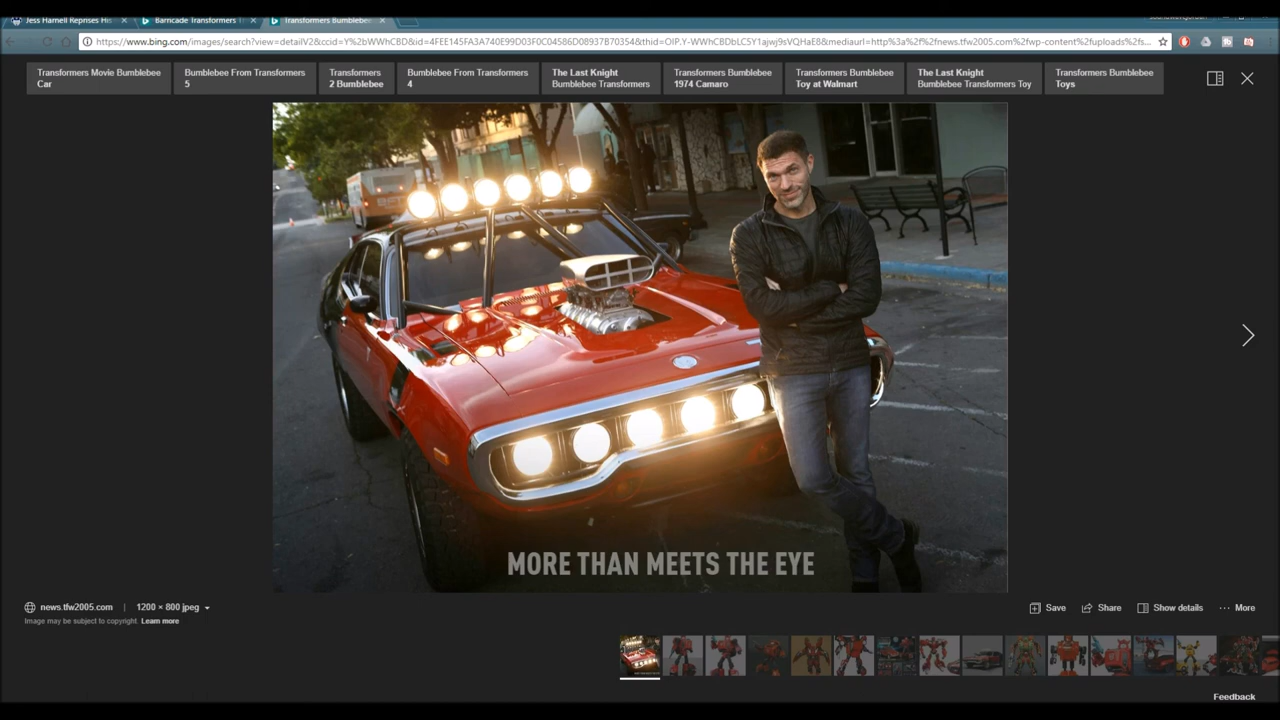 Jess Harnell Reprises His
Barricade Transformers T
Transformers Bumblebee
https://www.bing.com/images/search?view=detailV2&ccid=Y%2bWWhCBD&id=4FEE145FA3A740E99D03F0C04586D08937B70354&thid=OIP.Y-WWhCBDbLC5Y1ajwj9sVQHaE8&mediaurl=http%3a%2f%2fnews.tfw2005.com%2fwp-content%2fuploads%2fs...
Transformers Movie Bumblebee Car
Bumblebee From Transformers 5
Transformers 2 Bumblebee
Bumblebee From Transformers 4
The Last Knight Bumblebee Transformers
Transformers Bumblebee 1974 Camaro
Transformers Bumblebee Toy at Walmart
The Last Knight Bumblebee Transformers Toy
Transformers Bumblebee Toys
MORE THAN MEETS THE EYE
news.tfw2005.com | 1200 × 800 jpeg
Save Share Show details ... More
Image may be subject to copyright. Learn more
Feedback